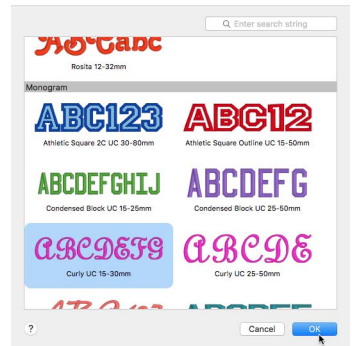 Enter search string
ABCabc
Rosita 12-32mm
Monogram
ABC123 ABC12
Athletic Square 2C UC 30-80mm Athletic Square Outline UC 15-50mm
ABCDEFGHIJ ABCDEFG
Condensed Block UC 15-25mm Condensed Block UC 25-50mm
ABCDEFG ABCDE
Curly UC 15-30mm Curly UC 25-50mm
? Cancel OK